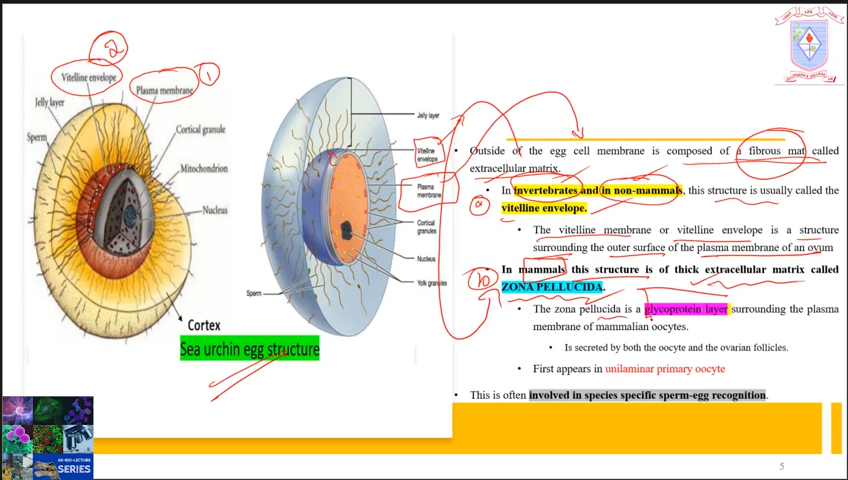 2
1
Vitelline envelope
Plasma membrane
Jelly layer
Sperm
Cortical granule
Mitochondrion
Nucleus
Cortex
Sea urchin egg structure
Jelly layer
Vitelline
envelope
Plasma
membrane
Cortical
granules
Nucleus
Yolk granules
Sperm
• Outside of the egg cell membrane is composed of a fibrous mat called
extracellular matrix.
a
• In invertebrates and in non-mammals, this structure is usually called the
vitelline envelope.
• The vitelline membrane or vitelline envelope is a structure
surrounding the outer surface of the plasma membrane of an ovum
b
• In mammals this structure is of thick extracellular matrix called
ZONA PELLUCIDA.
• The zona pellucida is a glycoprotein layer surrounding the plasma
membrane of mammalian oocytes.
• Is secreted by both the oocyte and the ovarian follicles.
• First appears in unilaminar primary oocyte
• This is often involved in species specific sperm-egg recognition.
SERIES
5